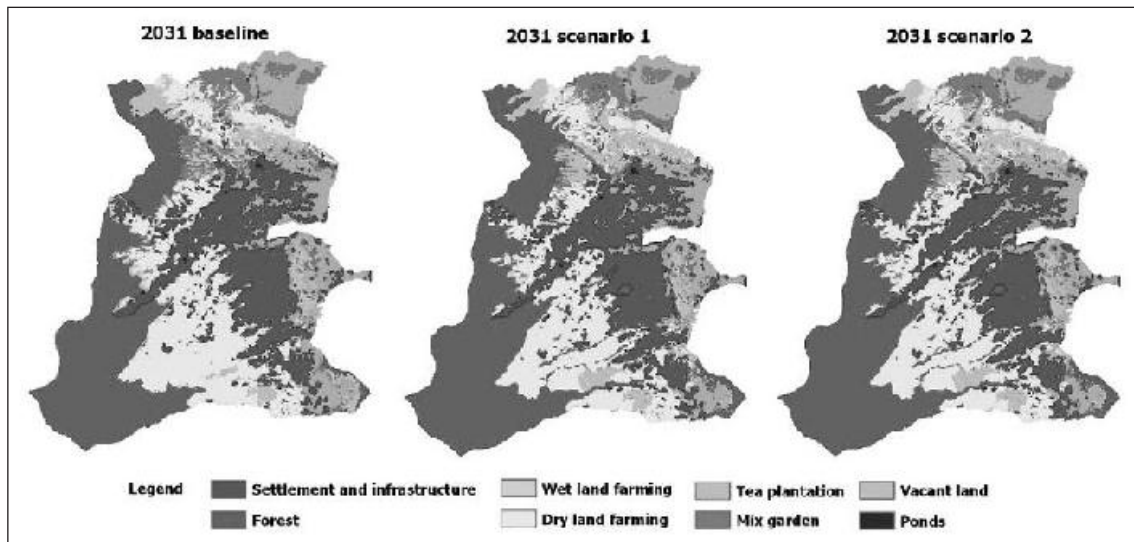 2031 baseline
2031 scenario 1
2031 scenario 2
Legend
Settlement and infrastructure
Wet land farming
Tea plantation
Vacant land
Forest
Dry land farming
Mix garden
Ponds